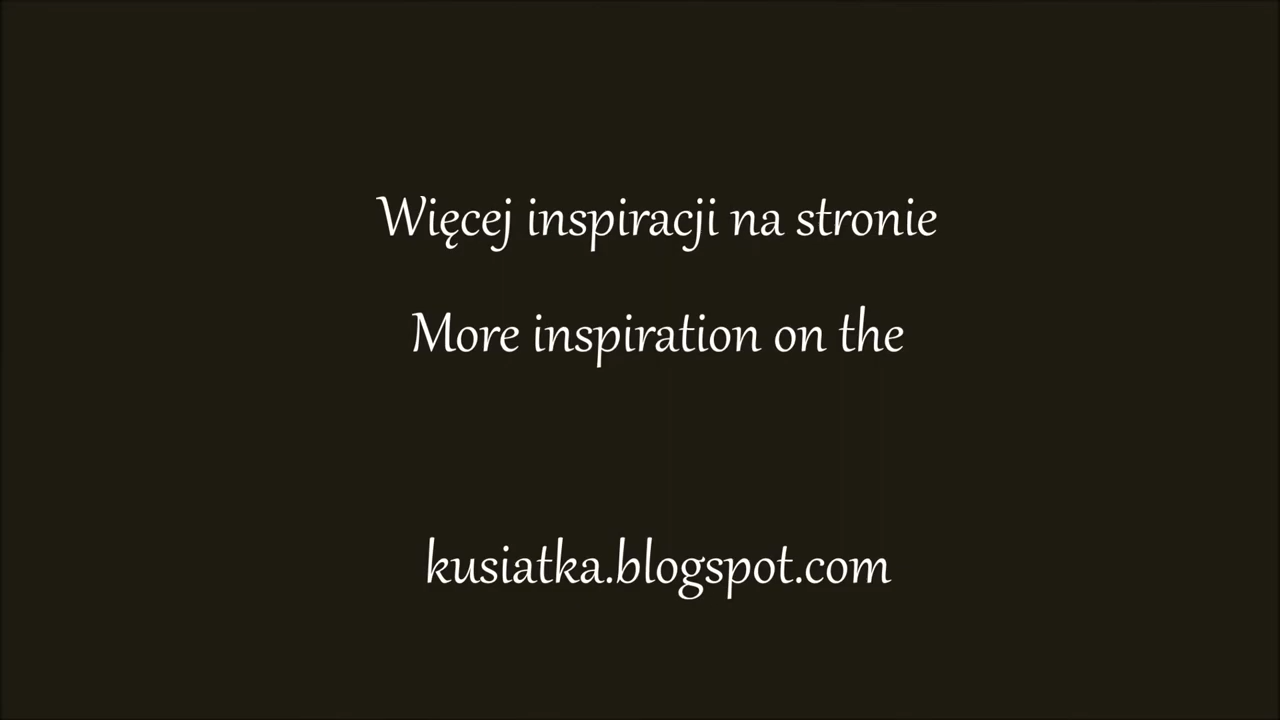 Więcej inspiracji na stronie
More inspiration on the
kusiatka.blogspot.com